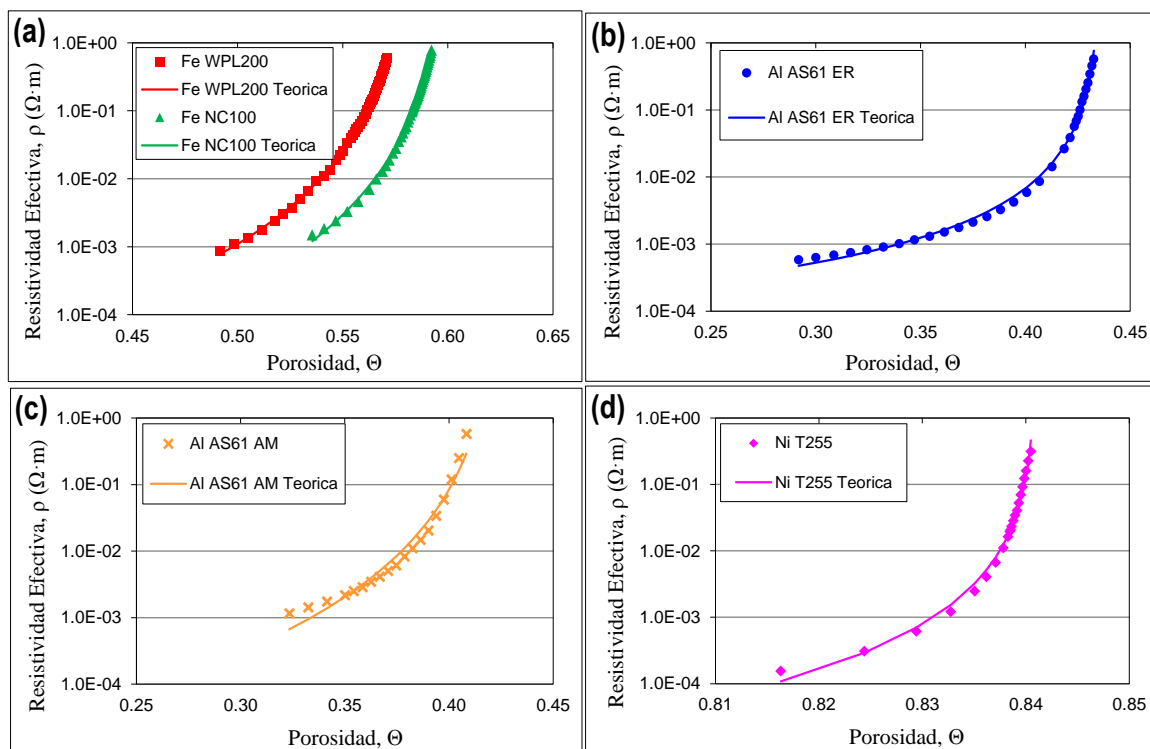 (a)
Resistividad Efectiva, ρ (Ω·m)
1.0E+00
1.0E-01
1.0E-02
1.0E-03
1.0E-04
Fe WPL200
Fe WPL200 Teorica
Fe NC100
Fe NC100 Teorica
0.45 0.50 0.55 0.60 0.65
Porosidad, Θ
(b)
Resistividad Efectiva, ρ (Ω·m)
1.0E+00
1.0E-01
1.0E-02
1.0E-03
1.0E-04
Al AS61 ER
Al AS61 ER Teorica
0.25 0.30 0.35 0.40 0.45
Porosidad, Θ
(c)
Resistividad Efectiva, ρ (Ω·m)
1.0E+00
1.0E-01
1.0E-02
1.0E-03
1.0E-04
Al AS61 AM
Al AS61 AM Teorica
0.25 0.30 0.35 0.40 0.45
Porosidad, Θ
(d)
Resistividad Efectiva, ρ (Ω·m)
1.0E+00
1.0E-01
1.0E-02
1.0E-03
1.0E-04
Ni T255
Ni T255 Teorica
0.81 0.82 0.83 0.84 0.85
Porosidad, Θ